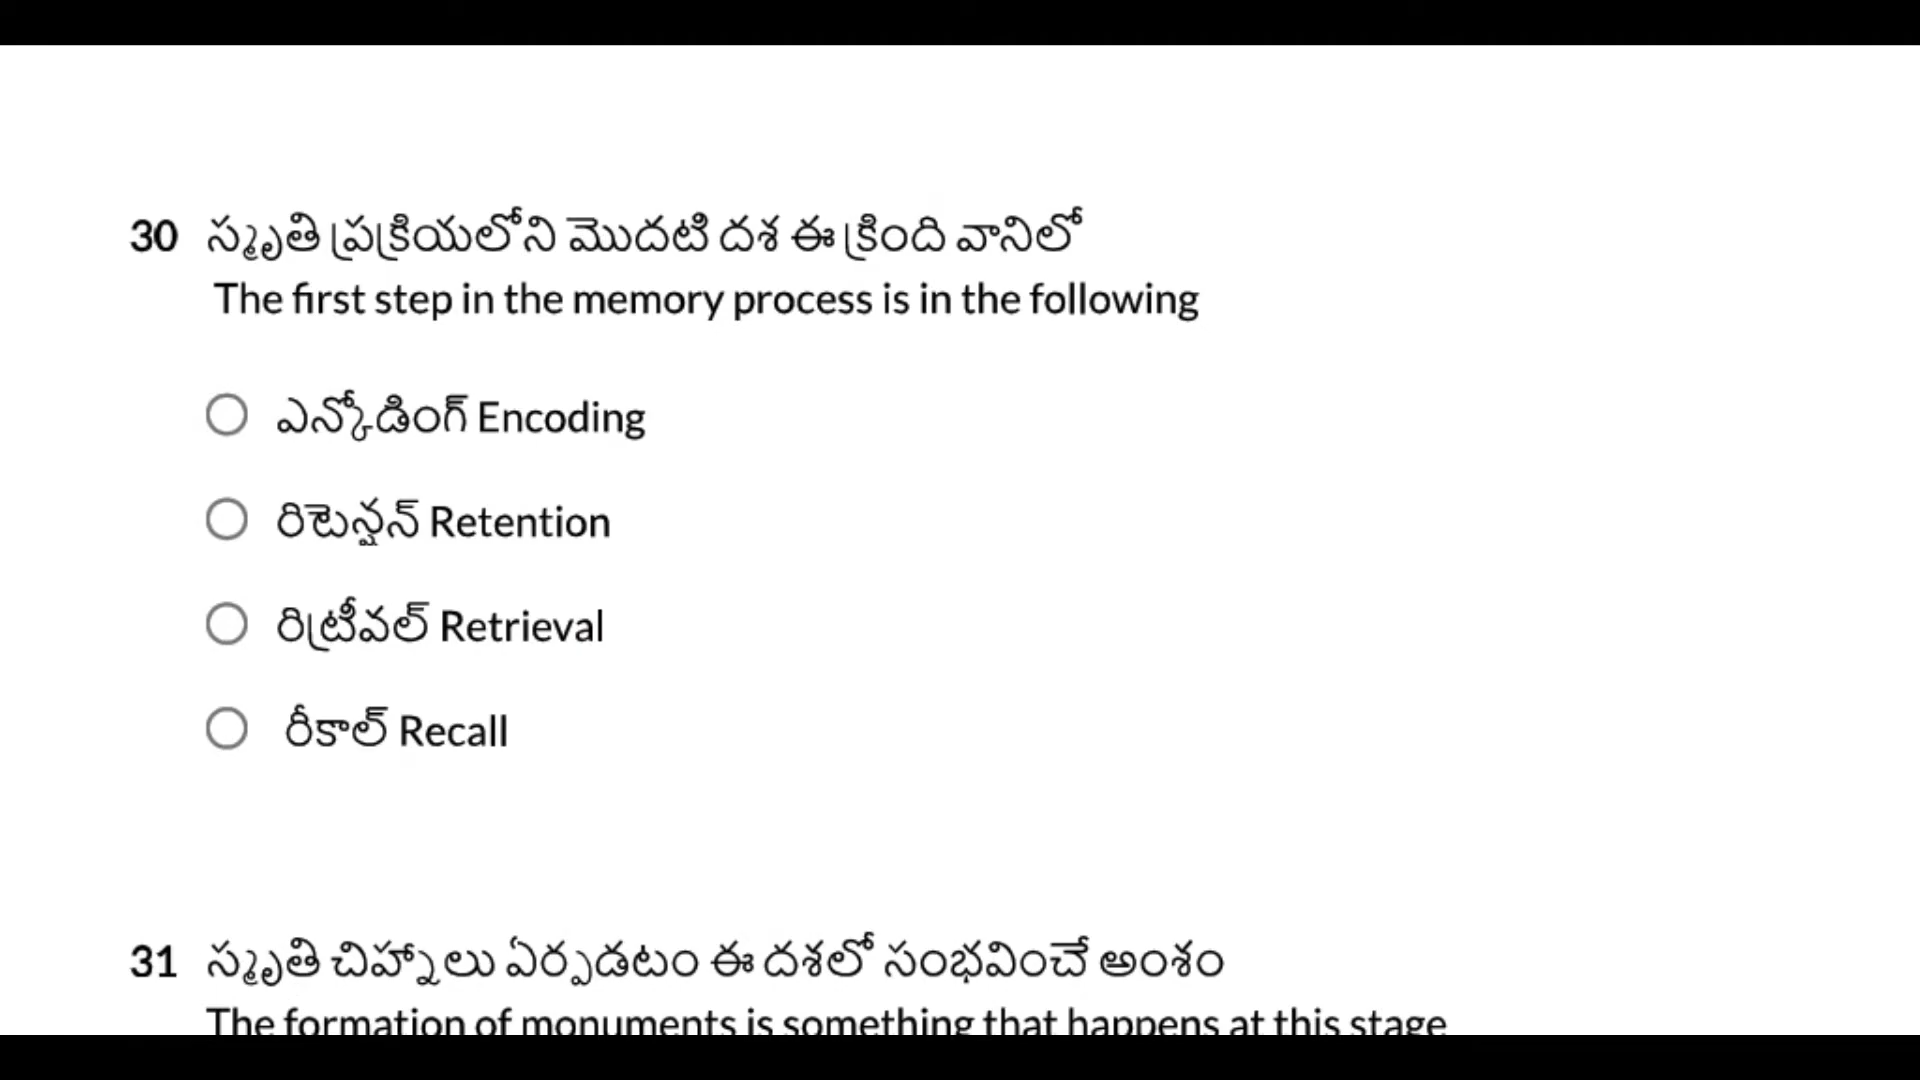 30 స్మృతి ప్రక్రియలోని మొదటి దశ ఈ క్రింది వానిలో
The first step in the memory process is in the following
ఎన్కోడింగ్ Encoding
రిటెన్షన్ Retention
రిట్రీవల్ Retrieval
రీకాల్ Recall
31 స్మృతి చిహ్నాలు ఏర్పడటం ఈ దశలో సంభవించే అంశం
The formation of monuments is something that happens at this stage